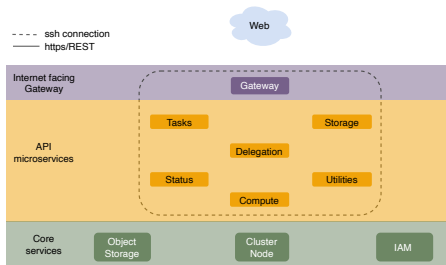 Web
ssh connection
https/REST
Internet facing
Gateway
Gateway
Tasks
Storage
API
microservices
Delegation
Status
Utilities
Compute
Core
services
Object
Storage
Cluster
Node
IAM